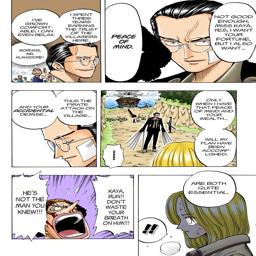 NOT GOOD
ENOUGH,
MISS KAYA.
YES, I WANT
YOUR
FORTUNE,
BUT I ALSO
WANT...
PEACE
OF MIND.
I SPENT
THREE
YEARS
EARNING
THE TRUST OF
THE VILLAGERS
HERE.
I'VE
GROWN
COMFORT-
ABLE. I CAN
EVEN RELAX.
MORNING,
MR.
KLAHADORE!
ONLY
WHEN I HAVE
THAT PEACE OF
MIND AND YOUR
WEALTH...
WILL MY
PLAN HAVE
BEEN
ACCOMP-
LISHED.
!
THUS THE
PIRATE
ATTACK ON
THE
VILLAGE...
AND YOUR
ACCIDENTAL
DEMISE.
ARE BOTH
QUITE
ESSENTIAL.
!!
KAYA,
RUN!!
DON'T
WASTE
YOUR BREATH
ON HIM!!!
HE'S
NOT THE
MAN YOU
KNEW!!!